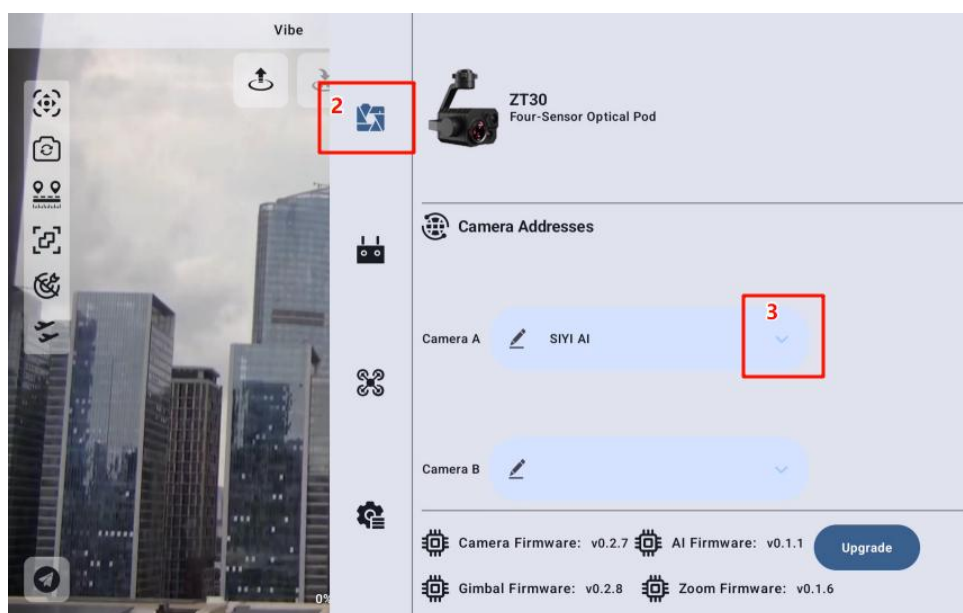 Vibe
2
ZT30
Four-Sensor Optical Pod
Camera Addresses
3
Camera A SIYI AI
Camera B
Camera Firmware: v0.2.7 AI Firmware: v0.1.1 Upgrade
Gimbal Firmware: v0.2.8 Zoom Firmware: v0.1.6
0%